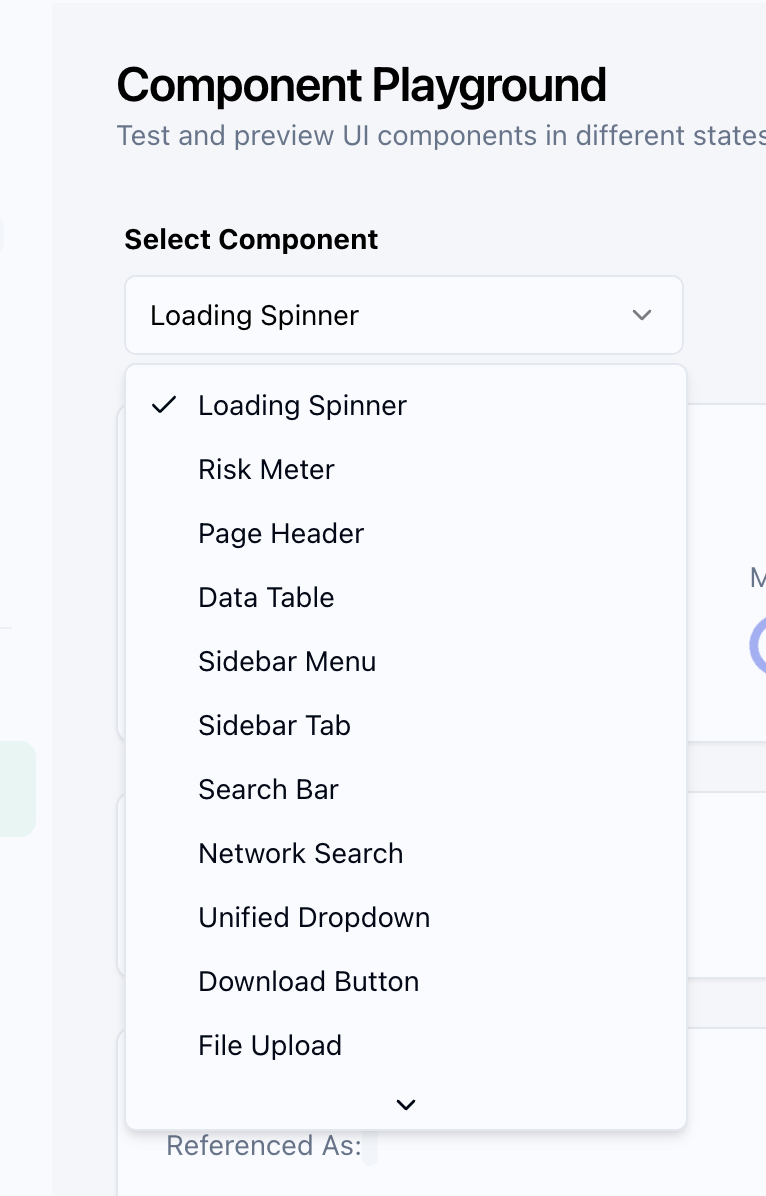 Component Playground
Test and preview UI components in different states
Select Component
Loading Spinner
Loading Spinner
Risk Meter
Page Header
Data Table
Sidebar Menu
Sidebar Tab
Search Bar
Network Search
Unified Dropdown
Download Button
File Upload
Referenced As: